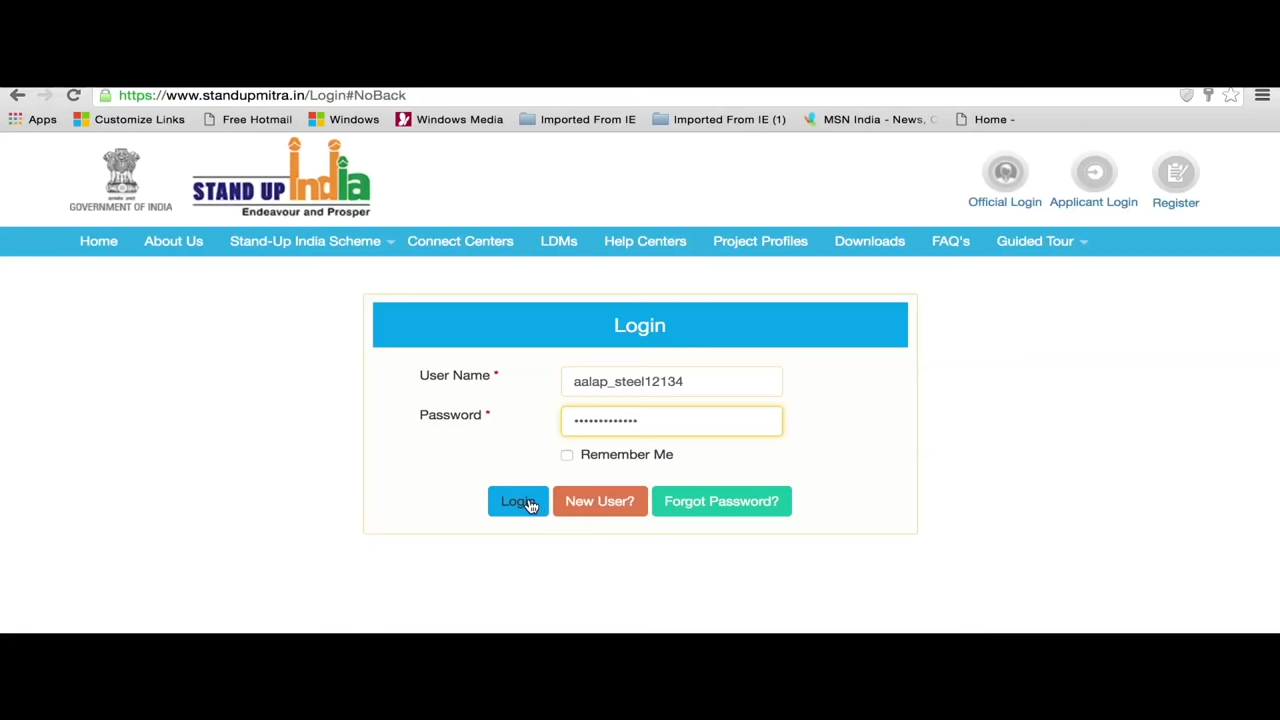 https://www.standupmitra.in/Login#NoBack
Apps Customize Links Free Hotmail Windows Windows Media Imported From IE Imported From IE (1) MSN India - News, C Home -
GOVERNMENT OF INDIA
STAND UP India
Endeavour and Prosper
Official Login Applicant Login Register
Home About Us Stand-Up India Scheme Connect Centers LDMs Help Centers Project Profiles Downloads FAQ's Guided Tour
Login
User Name * aalap_steel12134
Password * •••••••••••••
Remember Me
Login New User? Forgot Password?